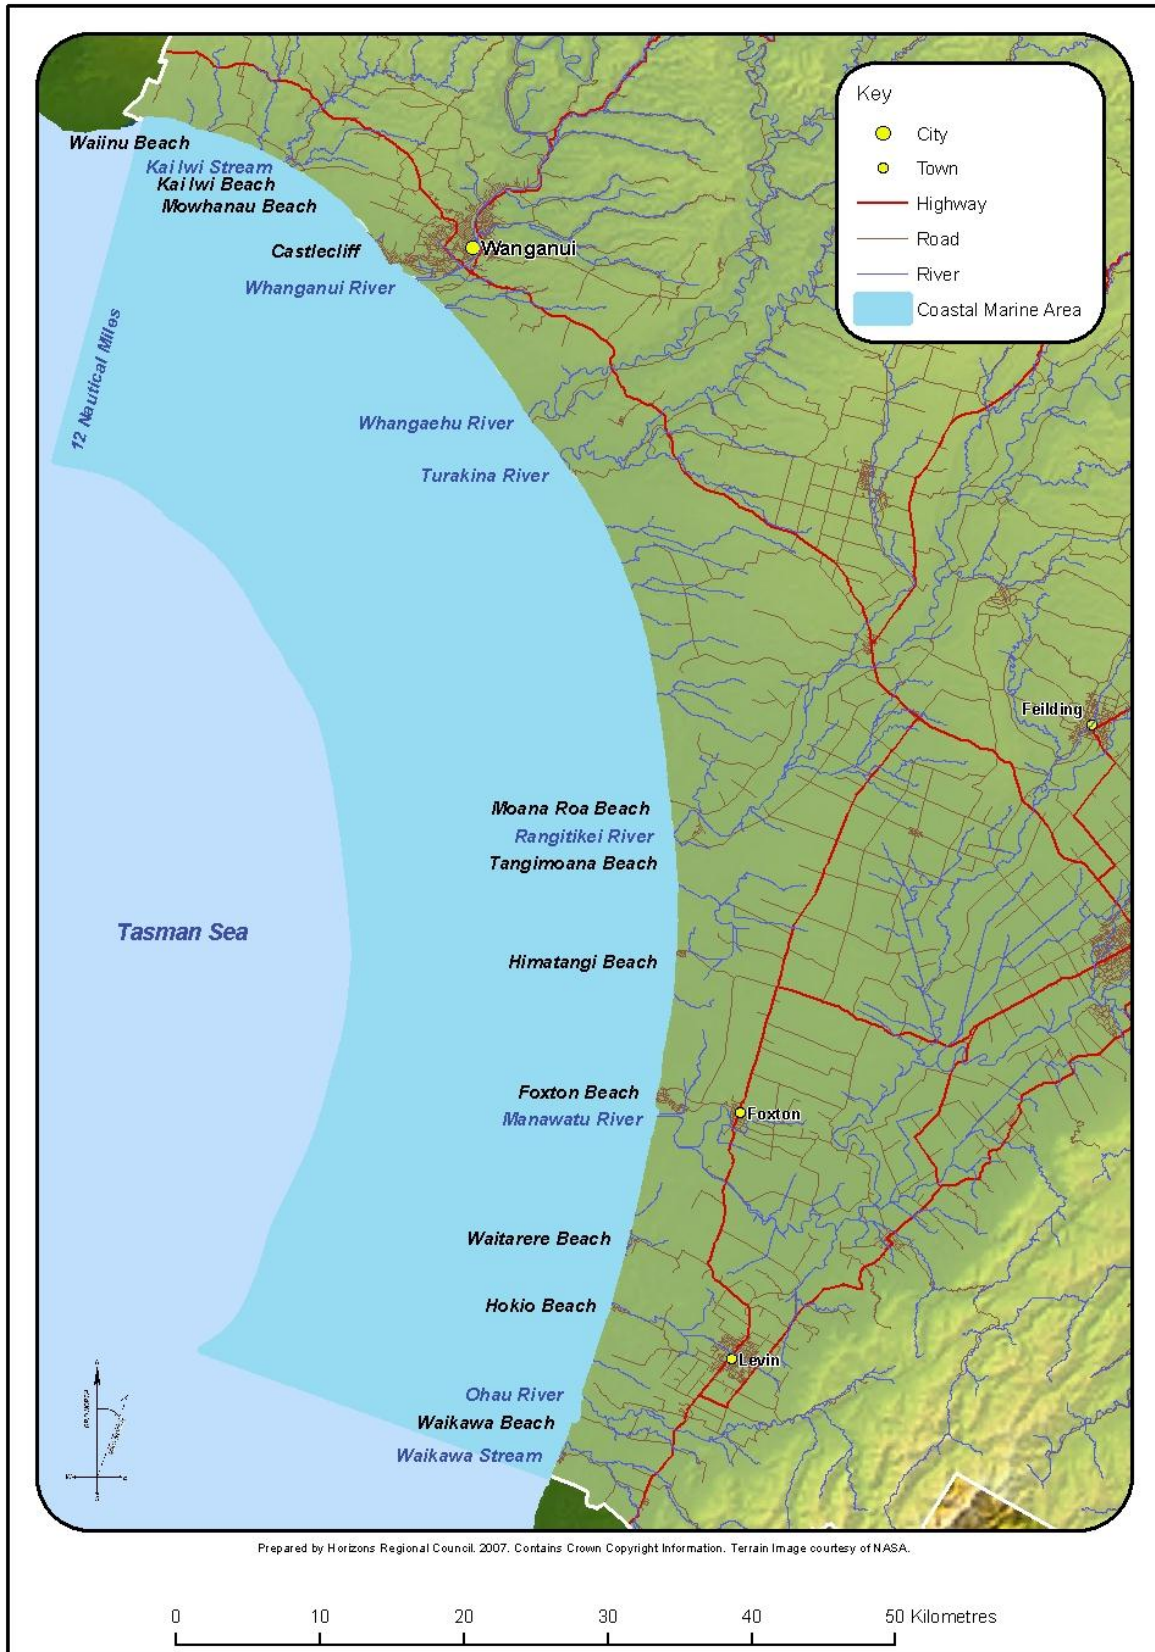 Key
City
Town
Highway
Road
River
Coastal Marine Area
Waiinu Beach
Kai Iwi Stream
Kai Iwi Beach
Mowhanau Beach
Castlecliff
Wanganui
Whanganui River
12 Nautical Miles
Whangaehu River
Turakina River
Feilding
Moana Roa Beach
Rangitikei River
Tangimoana Beach
Tasman Sea
Himatangi Beach
Foxton Beach
Manawatu River
Foxton
Waitarere Beach
Hokio Beach
Levin
Ohau River
Waikawa Beach
Waikawa Stream
Prepared by Horizons Regional Council. 2007. Contains Crown Copyright Information. Terrain Image courtesy of NASA.
0 10 20 30 40 50 Kilometres